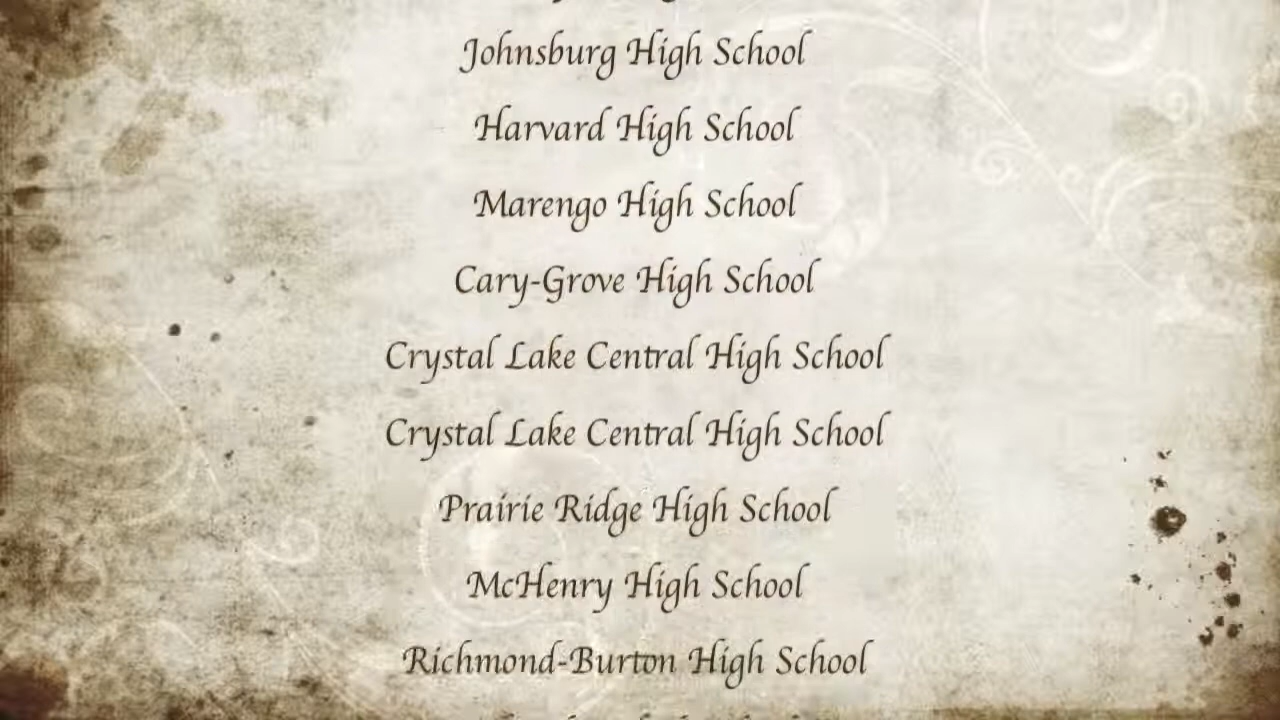 Johnsburg High School
Harvard High School
Marengo High School
Cary-Grove High School
Crystal Lake Central High School
Crystal Lake Central High School
Prairie Ridge High School
McHenry High School
Richmond-Burton High School